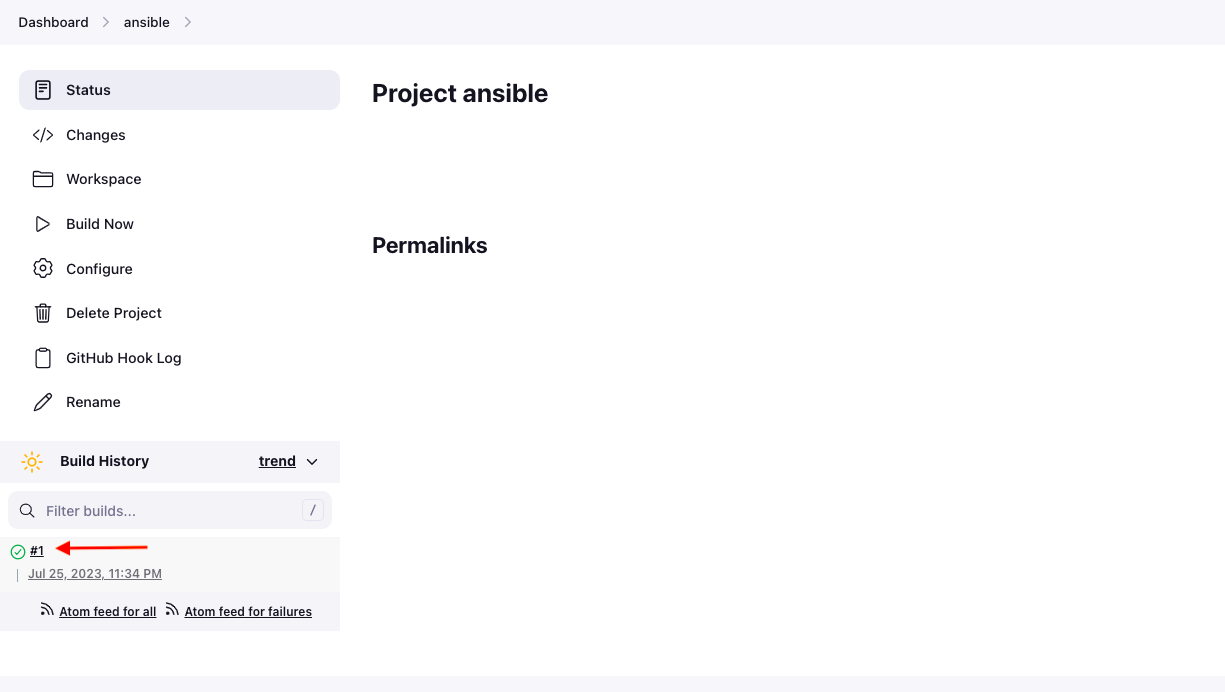 Dashboard
ansible
Status
Changes
Workspace
Build Now
Configure
Delete Project
GitHub Hook Log
Rename
Project ansible
Permalinks
Build History
trend
Filter builds...
/
#1
Jul 25, 2023, 11:34 PM
Atom feed for all
Atom feed for failures